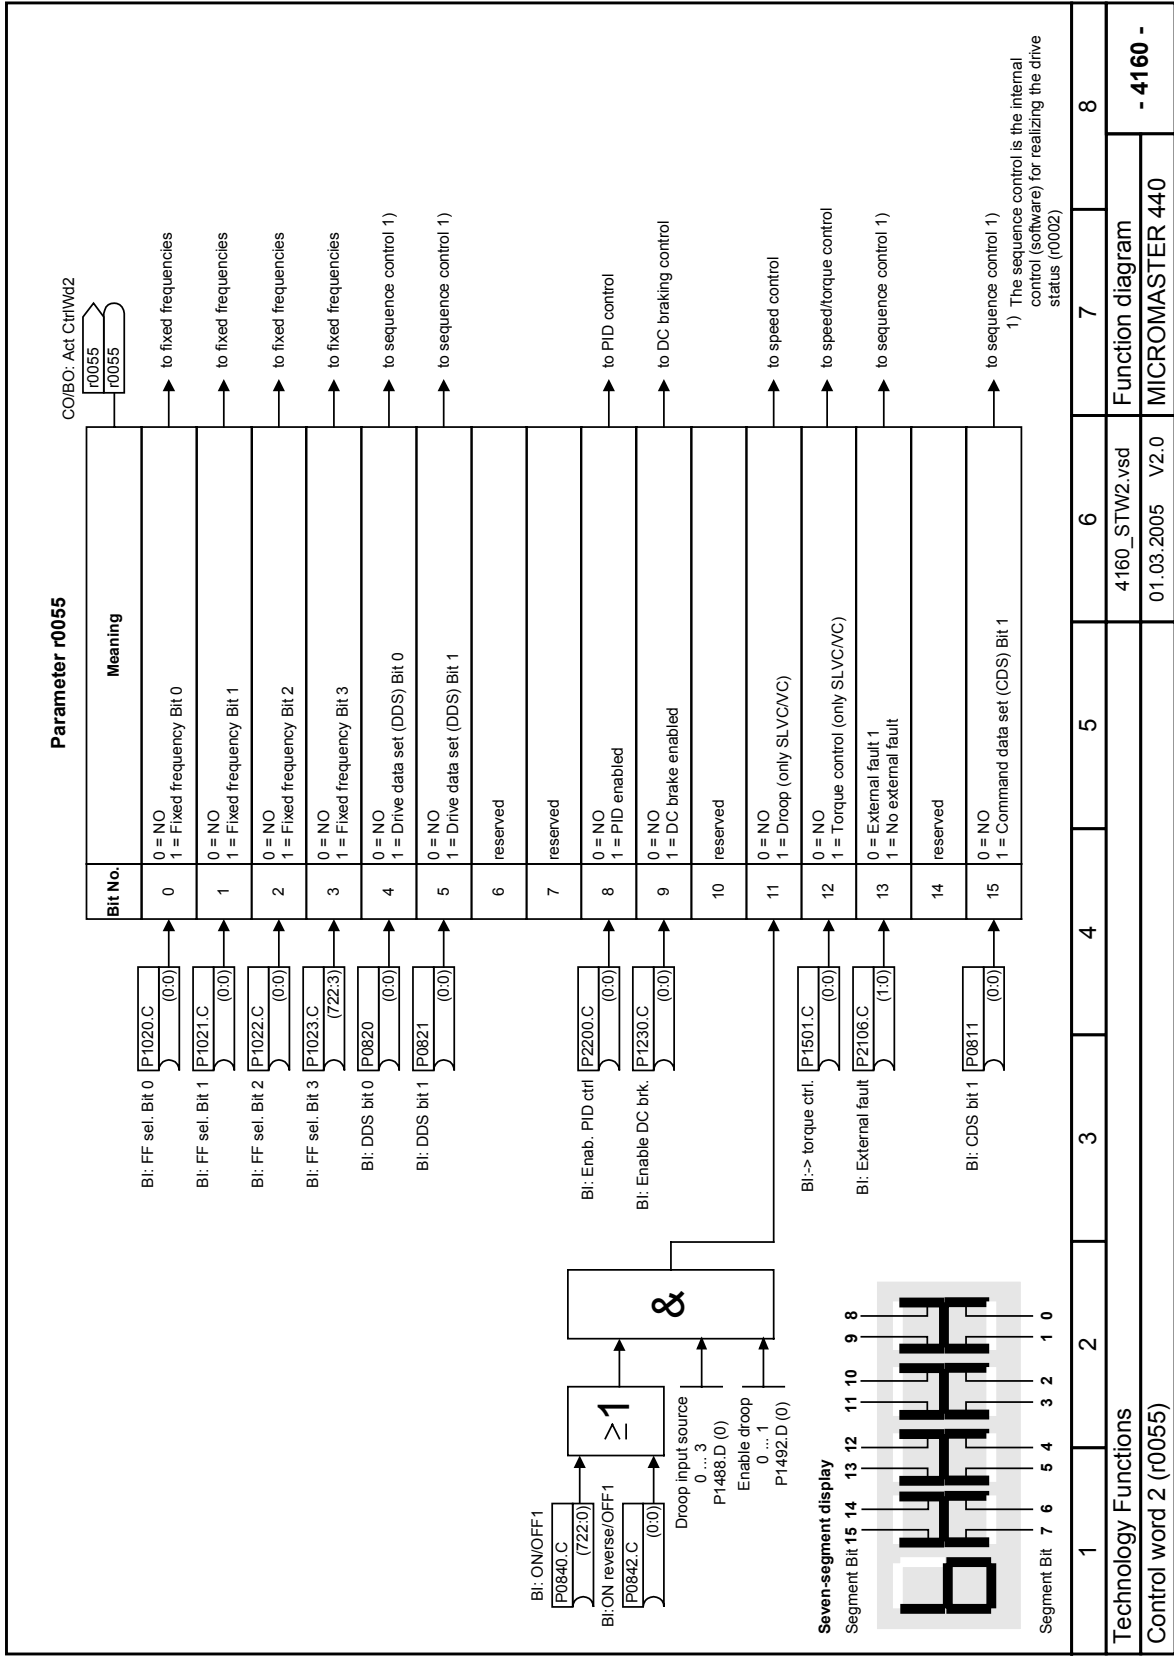 Parameter r0055
CO/BO: Act CtrlWd2
r0055
r0055
Bit No.
Meaning
BI: FF sel. Bit 0
P1020.C
(0:0)
0
0 = NO
1 = Fixed frequency Bit 0
to fixed frequencies
BI: FF sel. Bit 1
P1021.C
(0:0)
1
0 = NO
1 = Fixed frequency Bit 1
to fixed frequencies
BI: FF sel. Bit 2
P1022.C
(0:0)
2
0 = NO
1 = Fixed frequency Bit 2
to fixed frequencies
BI: FF sel. Bit 3
P1023.C
(722:3)
3
0 = NO
1 = Fixed frequency Bit 3
to fixed frequencies
BI: DDS bit 0
P0820
(0:0)
4
0 = NO
1 = Drive data set (DDS) Bit 0
to sequence control 1)
BI: DDS bit 1
P0821
(0:0)
5
0 = NO
1 = Drive data set (DDS) Bit 1
to sequence control 1)
6
reserved
7
reserved
BI: Enab. PID ctrl
P2200.C
(0:0)
8
0 = NO
1 = PID enabled
to PID control
BI: Enable DC brk.
P1230.C
(0:0)
9
0 = NO
1 = DC brake enabled
to DC braking control
10
reserved
BI: ON/OFF1
P0840.C
(722:0)
BI:ON reverse/OFF1
P0842.C
(0:0)
≥1
&
Droop input source
0 ... 3
P1488.D (0)
Enable droop
0 ... 1
P1492.D (0)
11
0 = NO
1 = Droop (only SLVC/VC)
to speed control
BI:-> torque ctrl.
P1501.C
(0:0)
12
0 = NO
1 = Torque control (only SLVC/VC)
to speed/torque control
BI: External fault
P2106.C
(1:0)
13
0 = External fault 1
1 = No external fault
to sequence control 1)
14
reserved
BI: CDS bit 1
P0811
(0:0)
15
0 = NO
1 = Command data set (CDS) Bit 1
to sequence control 1)
Seven-segment display
Segment Bit 15 14 13 12 11 10 9 8
Segment Bit 7 6 5 4 3 2 1 0
1) The sequence control is the internal
control (software) for realizing the drive
status (r0002)
1 2 3 4 5 6 7 8
Technology Functions
4160_STW2.vsd
Function diagram
- 4160 -
Control word 2 (r0055)
01.03.2005 V2.0
MICROMASTER 440